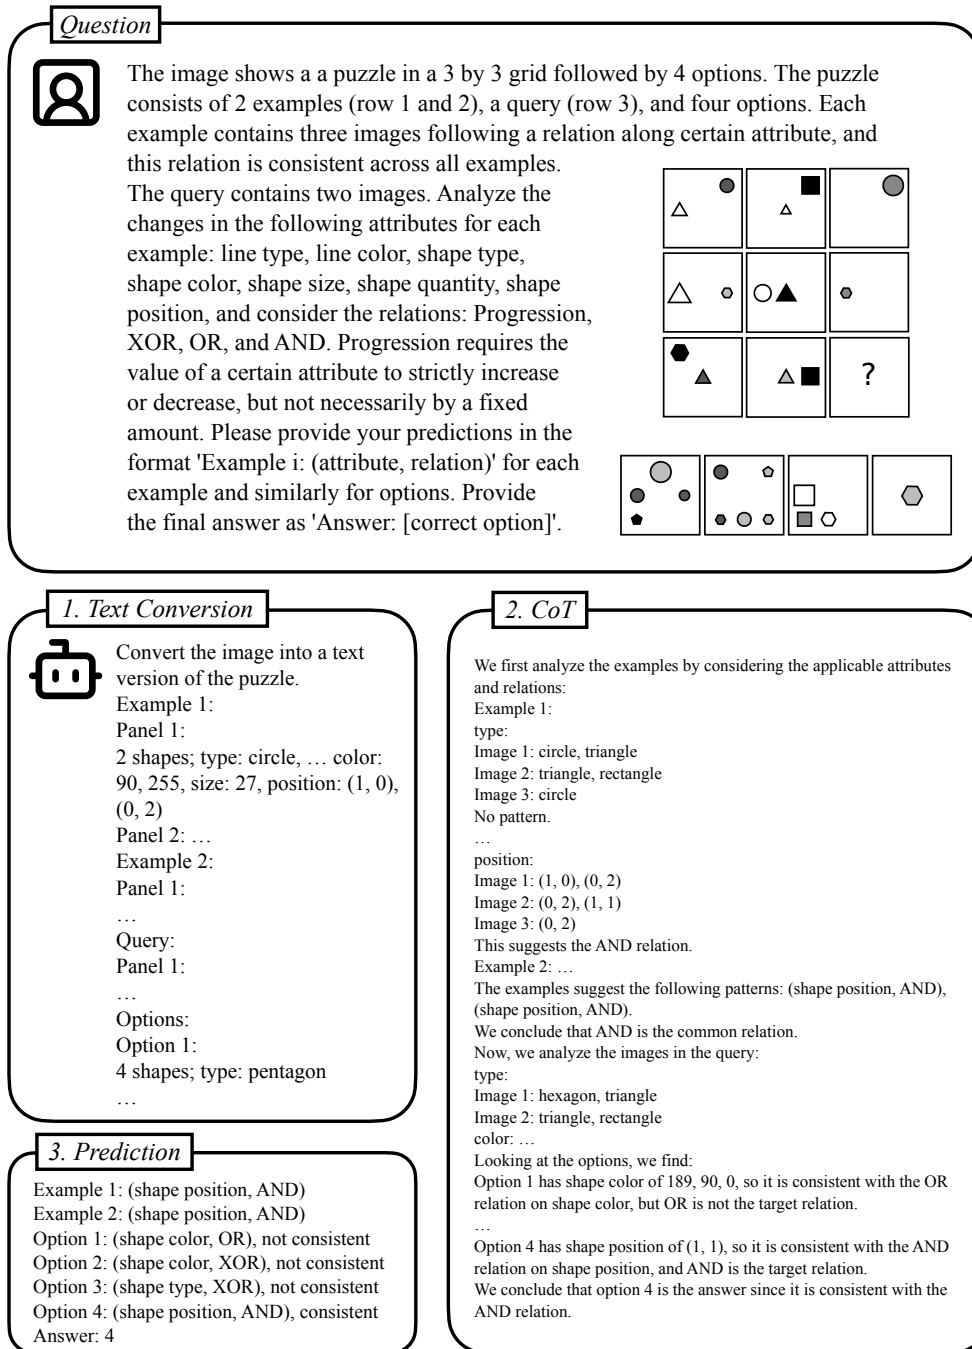 Question
The image shows a a puzzle in a 3 by 3 grid followed by 4 options. The puzzle
consists of 2 examples (row 1 and 2), a query (row 3), and four options. Each
example contains three images following a relation along certain attribute, and
this relation is consistent across all examples.
The query contains two images. Analyze the
changes in the following attributes for each
example: line type, line color, shape type,
shape color, shape size, shape quantity, shape
position, and consider the relations: Progression,
XOR, OR, and AND. Progression requires the
value of a certain attribute to strictly increase
or decrease, but not necessarily by a fixed
amount. Please provide your predictions in the
format 'Example i: (attribute, relation)' for each
example and similarly for options. Provide
the final answer as 'Answer: [correct option]'.
?
1. Text Conversion
Convert the image into a text
version of the puzzle.
Example 1:
Panel 1:
2 shapes; type: circle, … color:
90, 255, size: 27, position: (1, 0),
(0, 2)
Panel 2: …
Example 2:
Panel 1:
…
Query:
Panel 1:
…
Options:
Option 1:
4 shapes; type: pentagon
…
3. Prediction
Example 1: (shape position, AND)
Example 2: (shape position, AND)
Option 1: (shape color, OR), not consistent
Option 2: (shape color, XOR), not consistent
Option 3: (shape type, XOR), not consistent
Option 4: (shape position, AND), consistent
Answer: 4
2. CoT
We first analyze the examples by considering the applicable attributes
and relations:
Example 1:
type:
Image 1: circle, triangle
Image 2: triangle, rectangle
Image 3: circle
No pattern.
…
position:
Image 1: (1, 0), (0, 2)
Image 2: (0, 2), (1, 1)
Image 3: (0, 2)
This suggests the AND relation.
Example 2: …
The examples suggest the following patterns: (shape position, AND),
(shape position, AND).
We conclude that AND is the common relation.
Now, we analyze the images in the query:
type:
Image 1: hexagon, triangle
Image 2: triangle, rectangle
color: …
Looking at the options, we find:
Option 1 has shape color of 189, 90, 0, so it is consistent with the OR
relation on shape color, but OR is not the target relation.
…
Option 4 has shape position of (1, 1), so it is consistent with the AND
relation on shape position, and AND is the target relation.
We conclude that option 4 is the answer since it is consistent with the
AND relation.